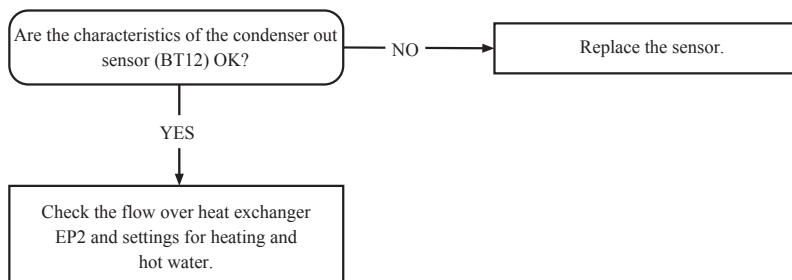 Are the characteristics of the condenser out
sensor (BT12) OK?
NO
Replace the sensor.
YES
Check the flow over heat exchanger
EP2 and settings for heating and
hot water.